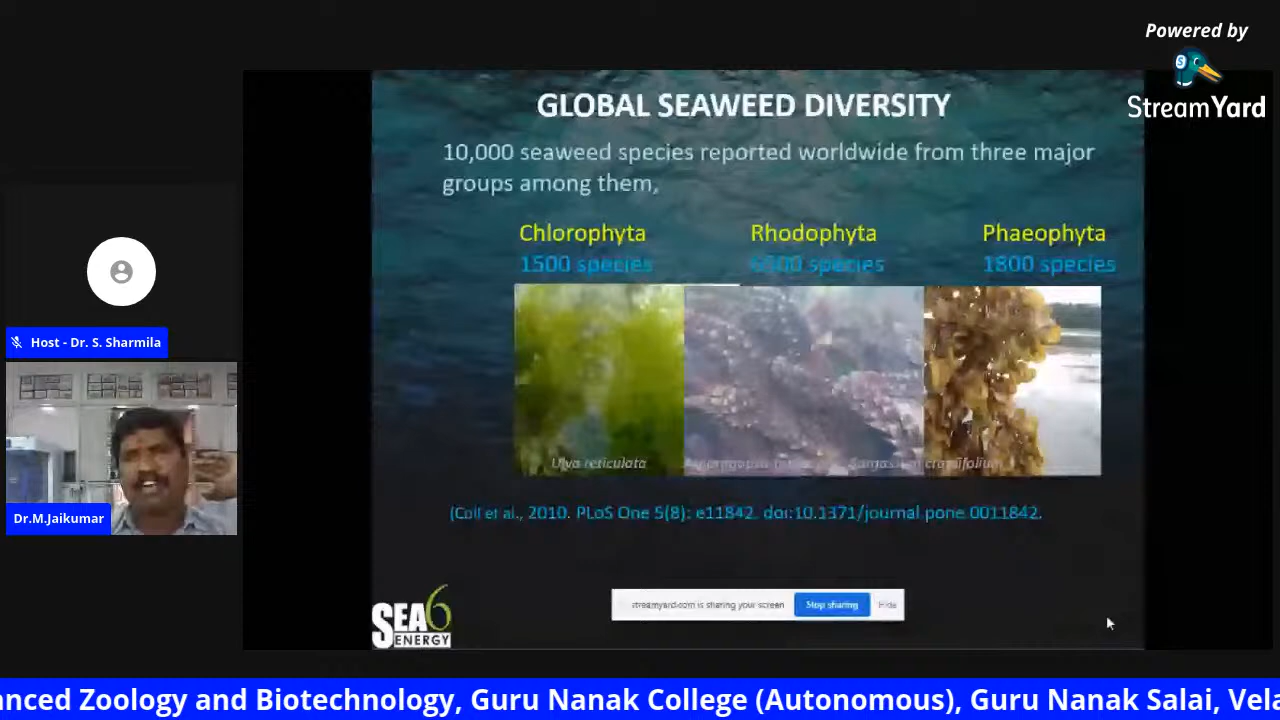 Powered by
StreamYard
GLOBAL SEAWEED DIVERSITY
10,000 seaweed species reported worldwide from three major
groups among them,
Chlorophyta Rhodophyta Phaeophyta
1500 species 6500 species 1800 species
Ulva reticulata Sargassum crassifolium
(Coll et al., 2010. PLoS One 5(8): e11842. doi:10.1371/journal pone 0011842.
Host - Dr. S. Sharmila
Dr.M.Jaikumar
streamyard.com is sharing your screen Stop sharing Hide
SEA6
ENERGY
anced Zoology and Biotechnology, Guru Nanak College (Autonomous), Guru Nanak Salai, Vela